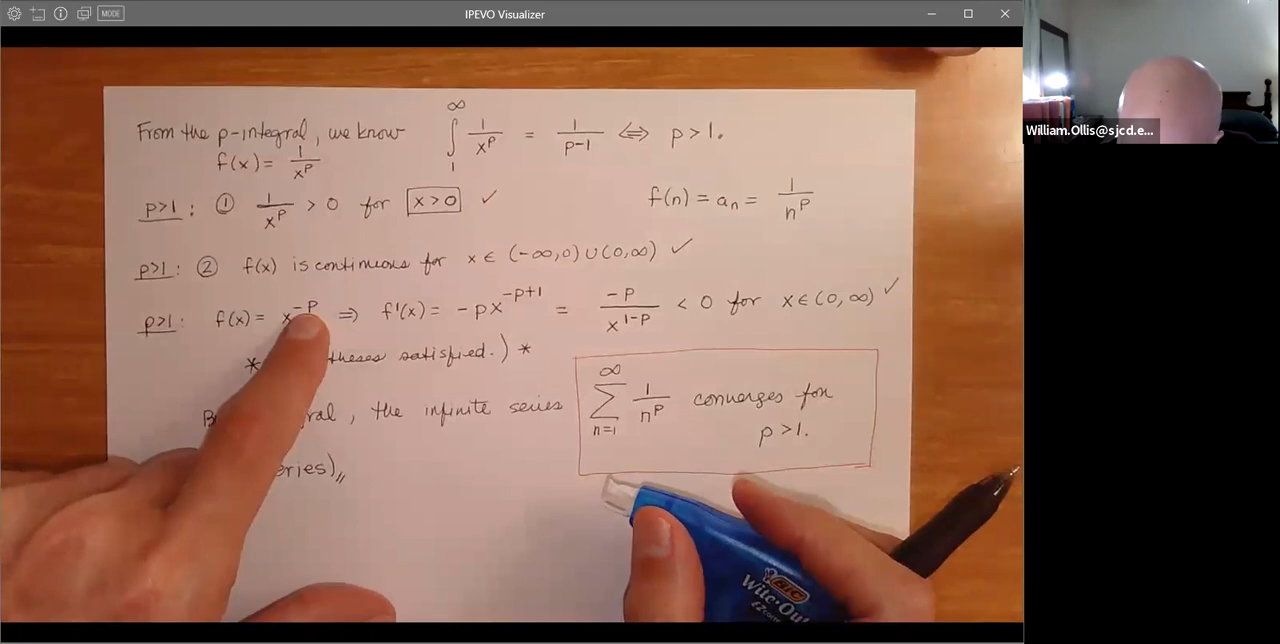 IPEVO Visualizer
MODE
William.Ollis@sjcd.e...
From the p-integral, we know ∫₁^∞ 1/x^p = 1/(p-1) ⇔ p > 1.
f(x) = 1/x^p
p>1 : ① 1/x^p > 0 for x > 0 ✓ f(n) = a_n = 1/n^p
p>1 : ② f(x) is continuous for x ∈ (-∞,0) ∪ (0,∞) ✓
p>1 : f(x) = x^-p ⇒ f'(x) = -px^-p+1 = -p/x^1-p < 0 for x ∈ (0,∞) ✓
* theses satisfied.) *
ral, the infinite series ∑_{n=1}^∞ 1/n^p converges for
p > 1.
eries),,
BIC
Wite-Out